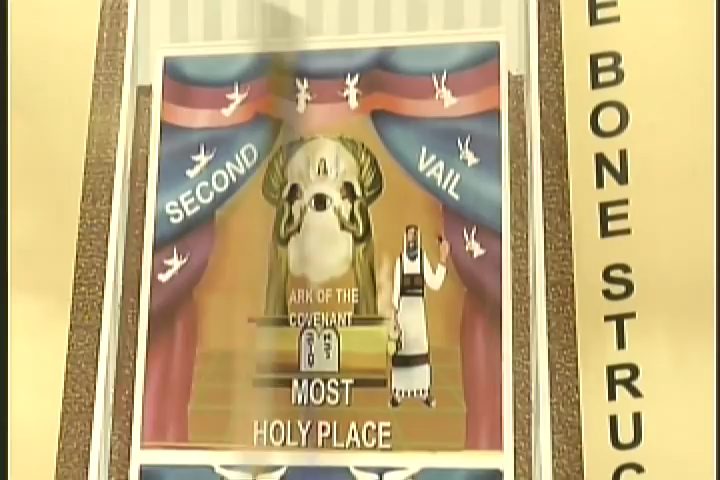 SECOND VAIL
ARK OF THE
COVENANT
MOST
HOLY PLACE
E BONE STRUC